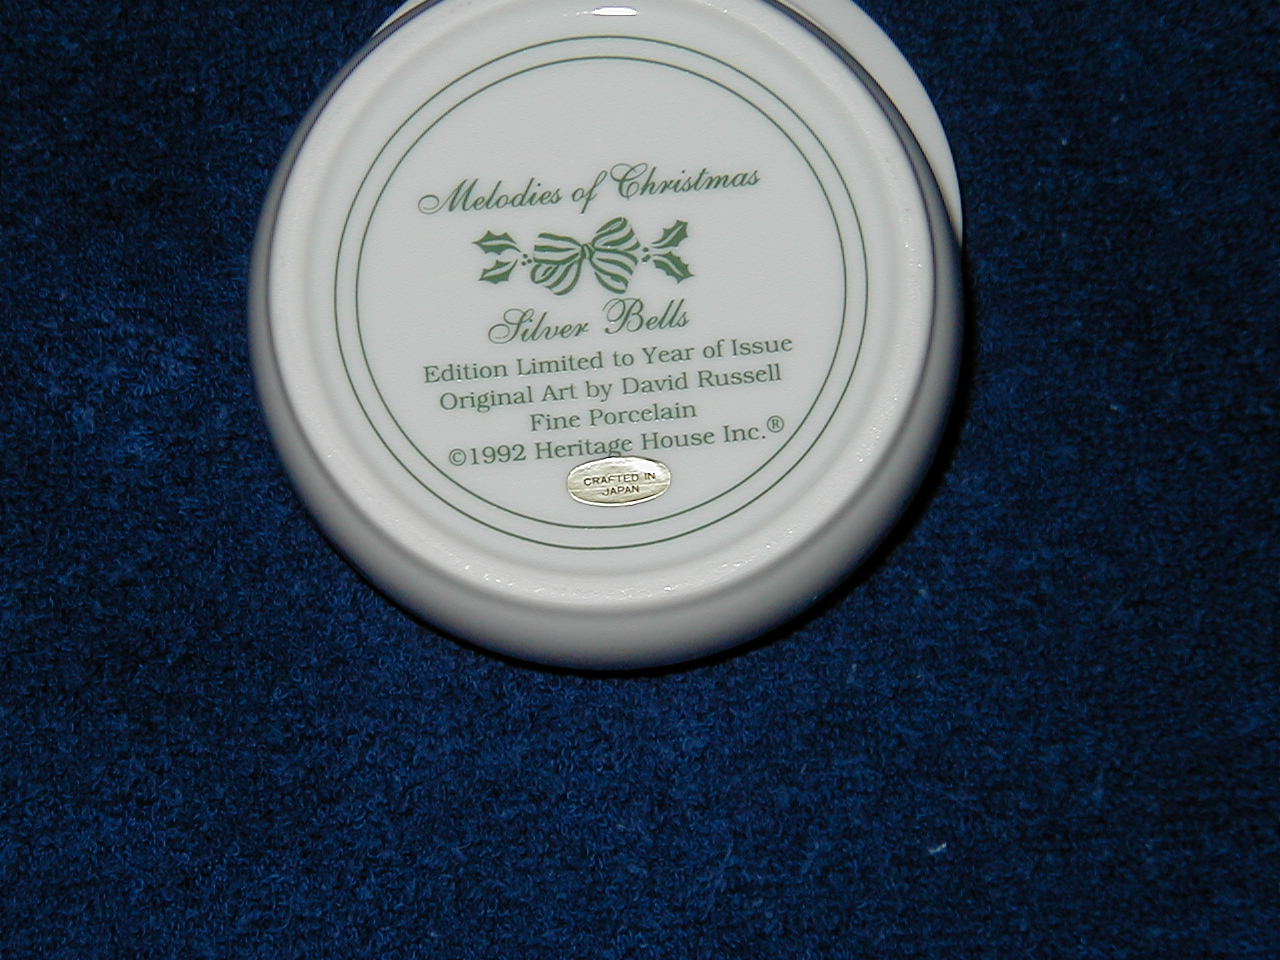 Melodies of Christmas
Silver Bells
Edition Limited to Year of Issue
Original Art by David Russell
Fine Porcelain
©1992 Heritage House Inc.®
CRAFTED IN
JAPAN